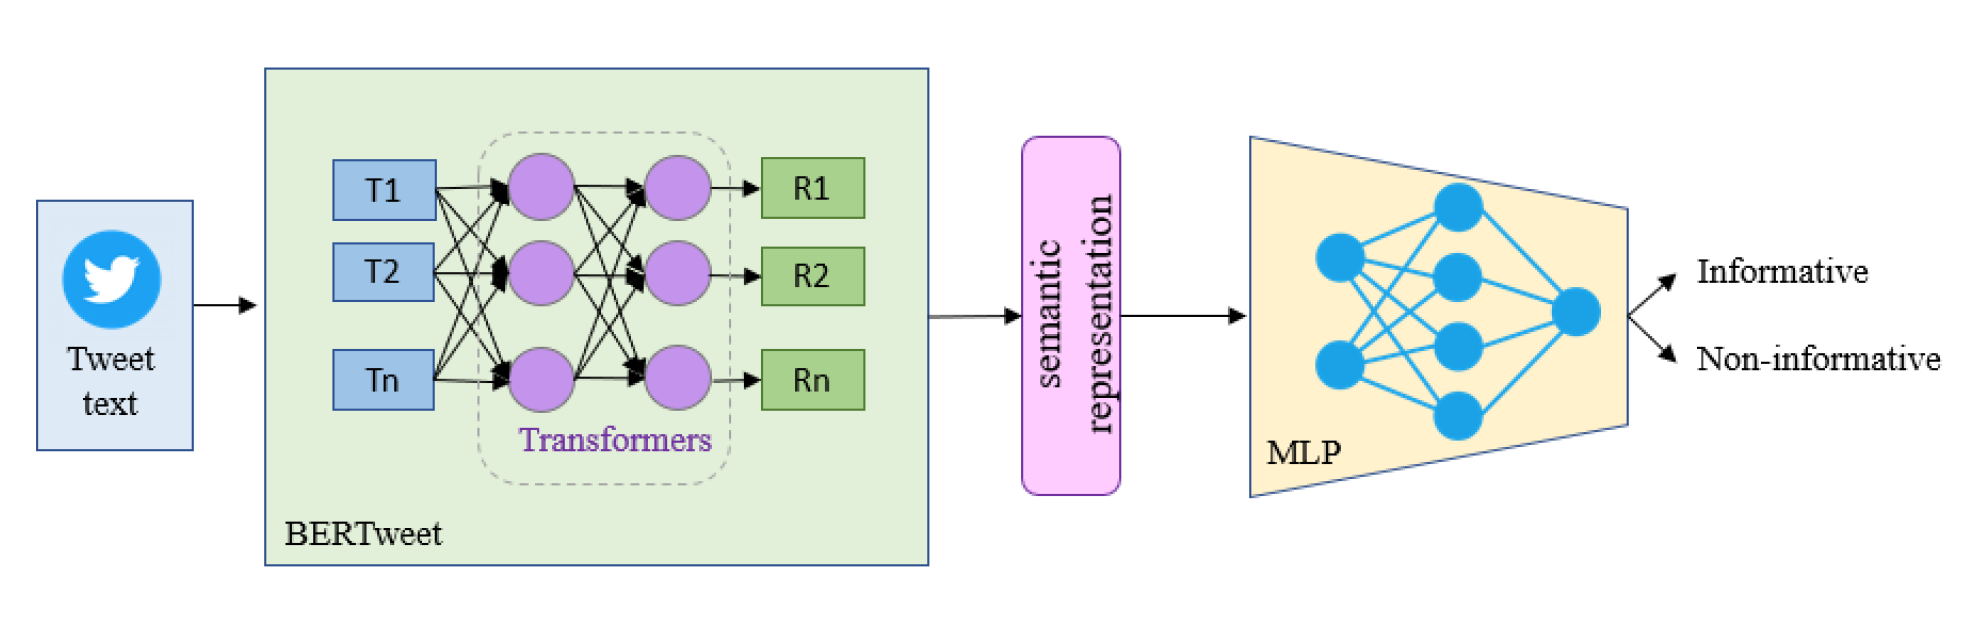 Tweet
text
T1
T2
Tn
Transformers
R1
R2
Rn
BERTweet
semantic
representation
MLP
Informative
Non-informative